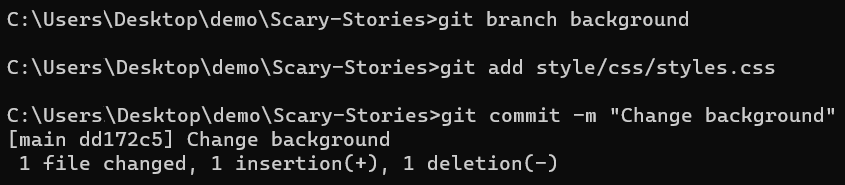 C:\Users\Desktop\demo\Scary-Stories>git branch background
C:\Users\Desktop\demo\Scary-Stories>git add style/css/styles.css
C:\Users\Desktop\demo\Scary-Stories>git commit -m "Change background"
[main dd172c5] Change background
 1 file changed, 1 insertion(+), 1 deletion(-)